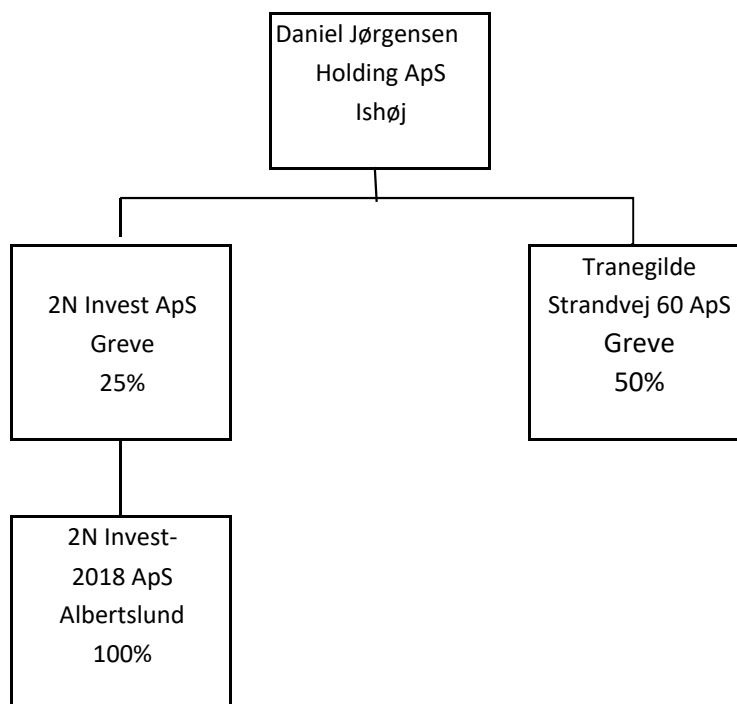 Daniel Jørgensen
Holding ApS
Ishøj
2N Invest ApS
Greve
25%
Tranegilde
Strandvej 60 ApS
Greve
50%
2N Invest-
2018 ApS
Albertslund
100%